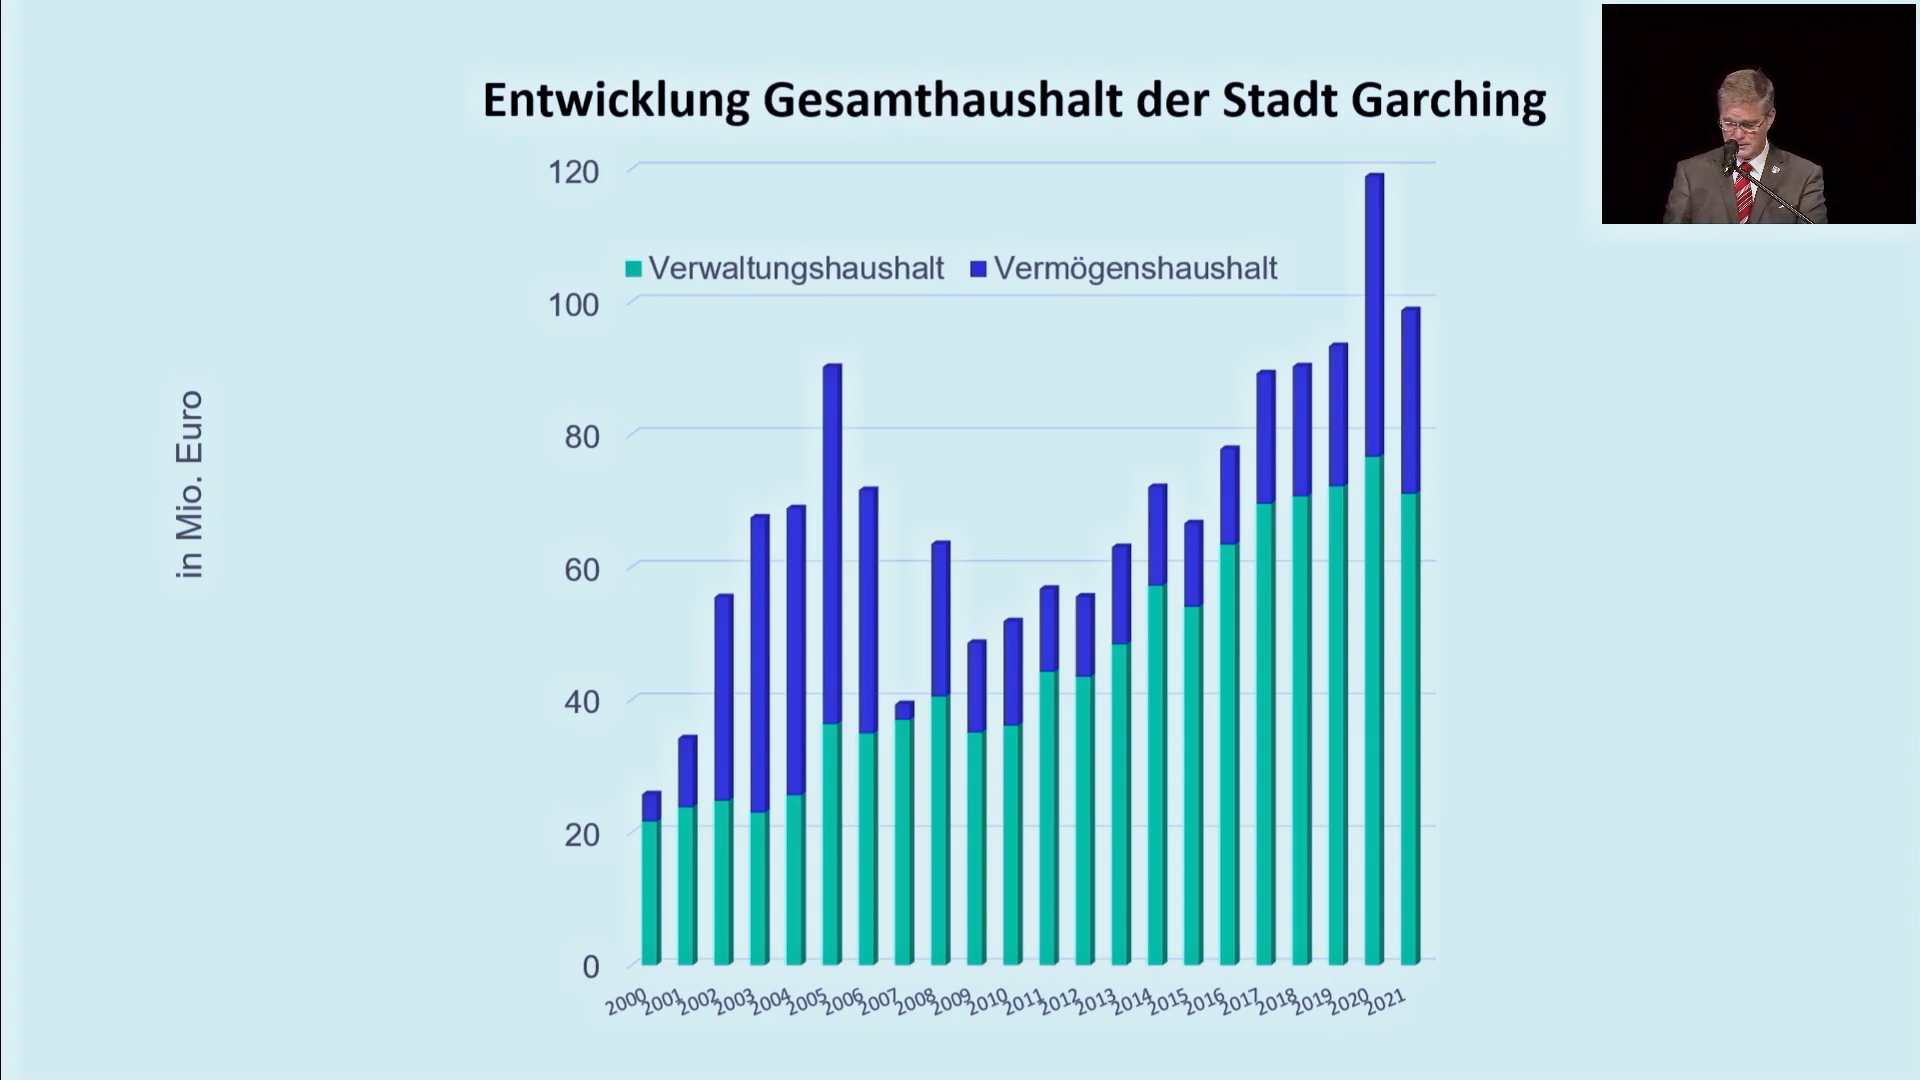 Entwicklung Gesamthaushalt der Stadt Garching
in Mio. Euro
120
Verwaltungshaushalt Vermögenshaushalt
100
80
60
40
20
0
2000 2001 2002 2003 2004 2005 2006 2007 2008 2009 2010 2011 2012 2013 2014 2015 2016 2017 2018 2019 2020 2021